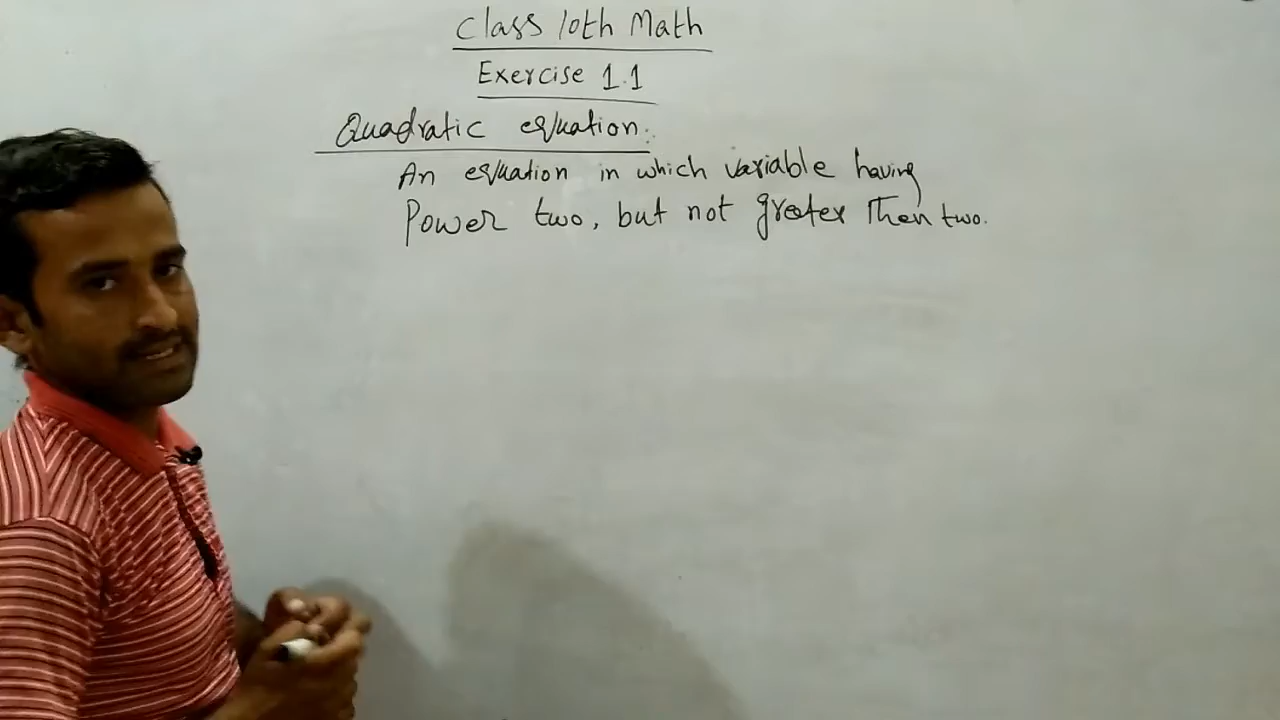 Class 10th Math
Exercise 1.1
Quadratic equation:
An equation in which variable having
Power two, but not greater then two.